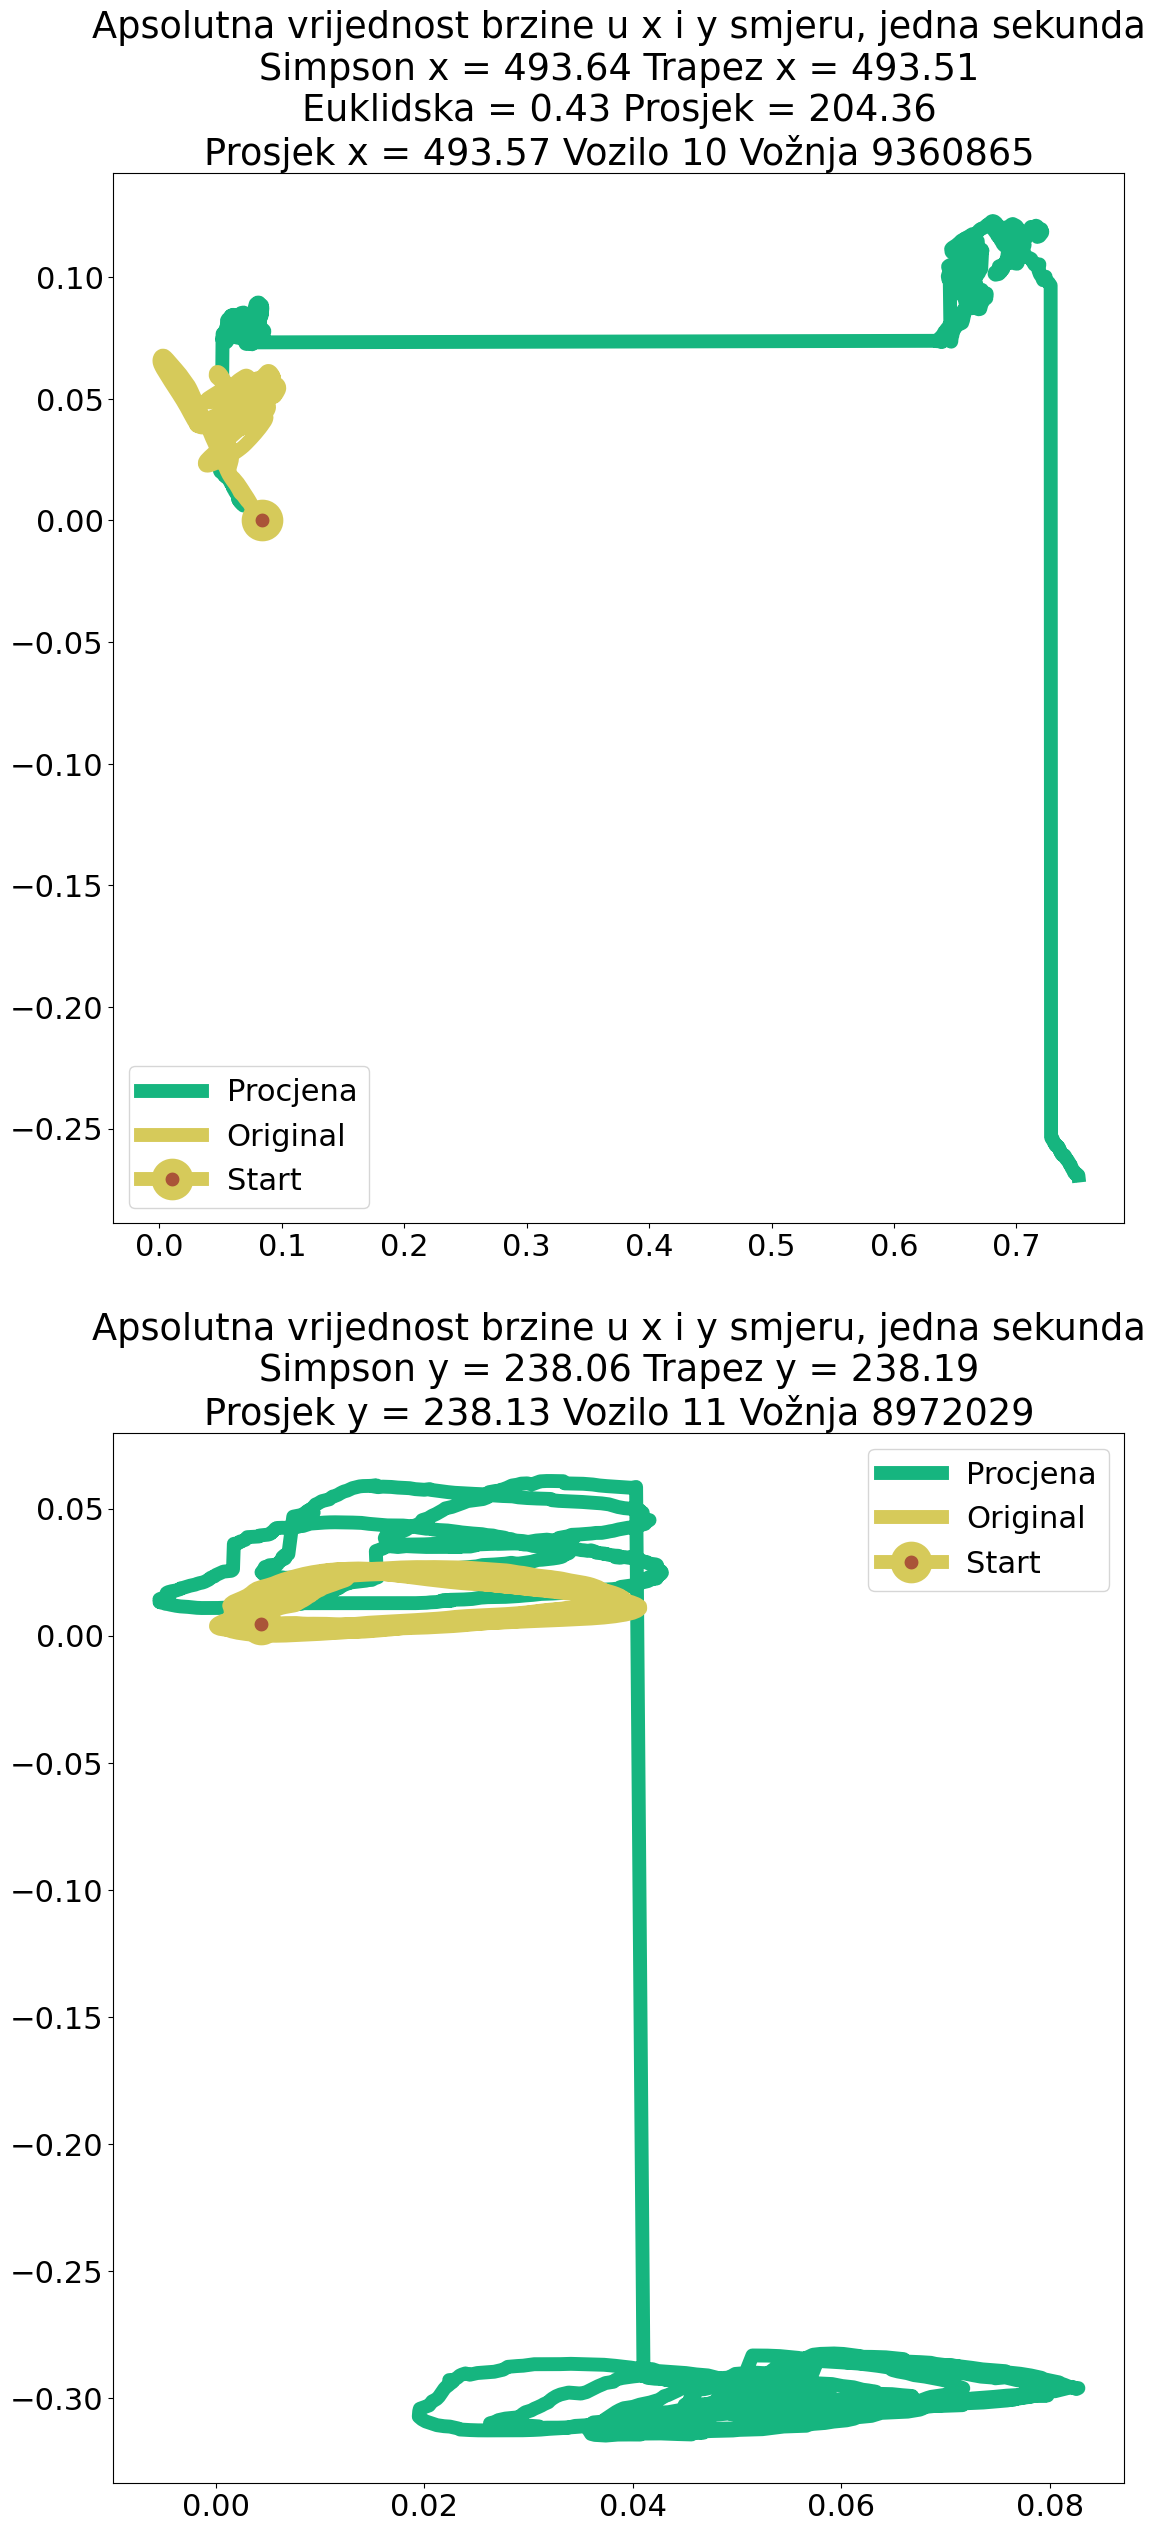 Apsolutna vrijednost brzine u x i y smjeru, jedna sekunda
Simpson x = 493.64 Trapez x = 493.51
Euklidska = 0.43 Prosjek = 204.36
Prosjek x = 493.57 Vozilo 10 Vožnja 9360865
0.10
0.05
0.00
−0.05
−0.10
−0.15
−0.20
−0.25
Procjena
Original
Start
0.0 0.1 0.2 0.3 0.4 0.5 0.6 0.7
Apsolutna vrijednost brzine u x i y smjeru, jedna sekunda
Simpson y = 238.06 Trapez y = 238.19
Prosjek y = 238.13 Vozilo 11 Vožnja 8972029
Procjena
Original
Start
0.05
0.00
−0.05
−0.10
−0.15
−0.20
−0.25
−0.30
0.00 0.02 0.04 0.06 0.08